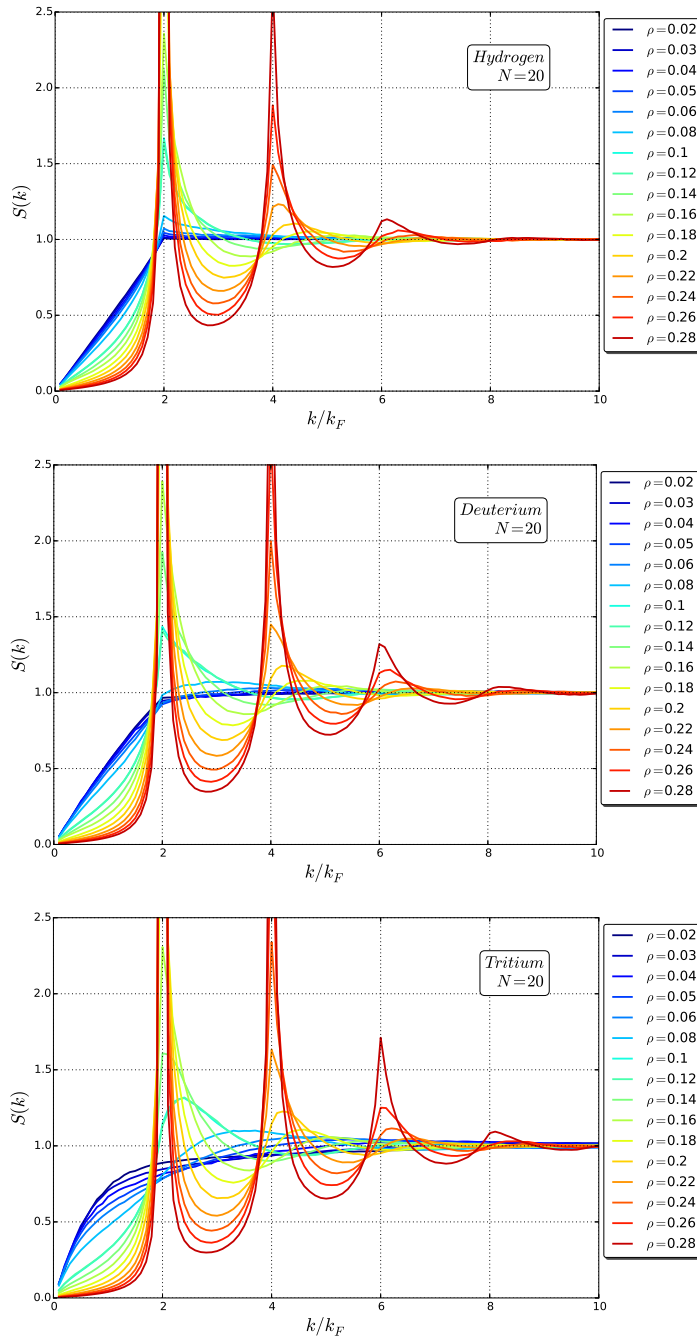 2.5
2.0
1.5
1.0
0.5
0.0
S(k)
0
2
4
6
8
10
k/k_F
Hydrogen
N=20
ρ=0.02
ρ=0.03
ρ=0.04
ρ=0.05
ρ=0.06
ρ=0.08
ρ=0.1
ρ=0.12
ρ=0.14
ρ=0.16
ρ=0.18
ρ=0.2
ρ=0.22
ρ=0.24
ρ=0.26
ρ=0.28
2.5
2.0
1.5
1.0
0.5
0.0
S(k)
0
2
4
6
8
10
k/k_F
Deuterium
N=20
ρ=0.02
ρ=0.03
ρ=0.04
ρ=0.05
ρ=0.06
ρ=0.08
ρ=0.1
ρ=0.12
ρ=0.14
ρ=0.16
ρ=0.18
ρ=0.2
ρ=0.22
ρ=0.24
ρ=0.26
ρ=0.28
2.5
2.0
1.5
1.0
0.5
0.0
S(k)
0
2
4
6
8
10
k/k_F
Tritium
N=20
ρ=0.02
ρ=0.03
ρ=0.04
ρ=0.05
ρ=0.06
ρ=0.08
ρ=0.1
ρ=0.12
ρ=0.14
ρ=0.16
ρ=0.18
ρ=0.2
ρ=0.22
ρ=0.24
ρ=0.26
ρ=0.28